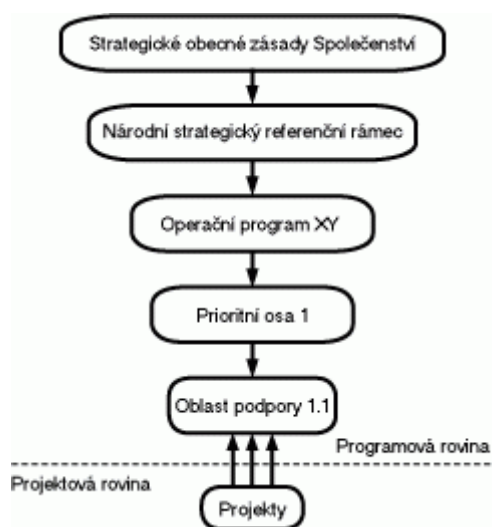 Strategické obecné zásady Společenství
Národní strategický referenční rámec
Operační program XY
Prioritní osa 1
Oblast podpory 1.1
Programová rovina
Projektová rovina
Projekty